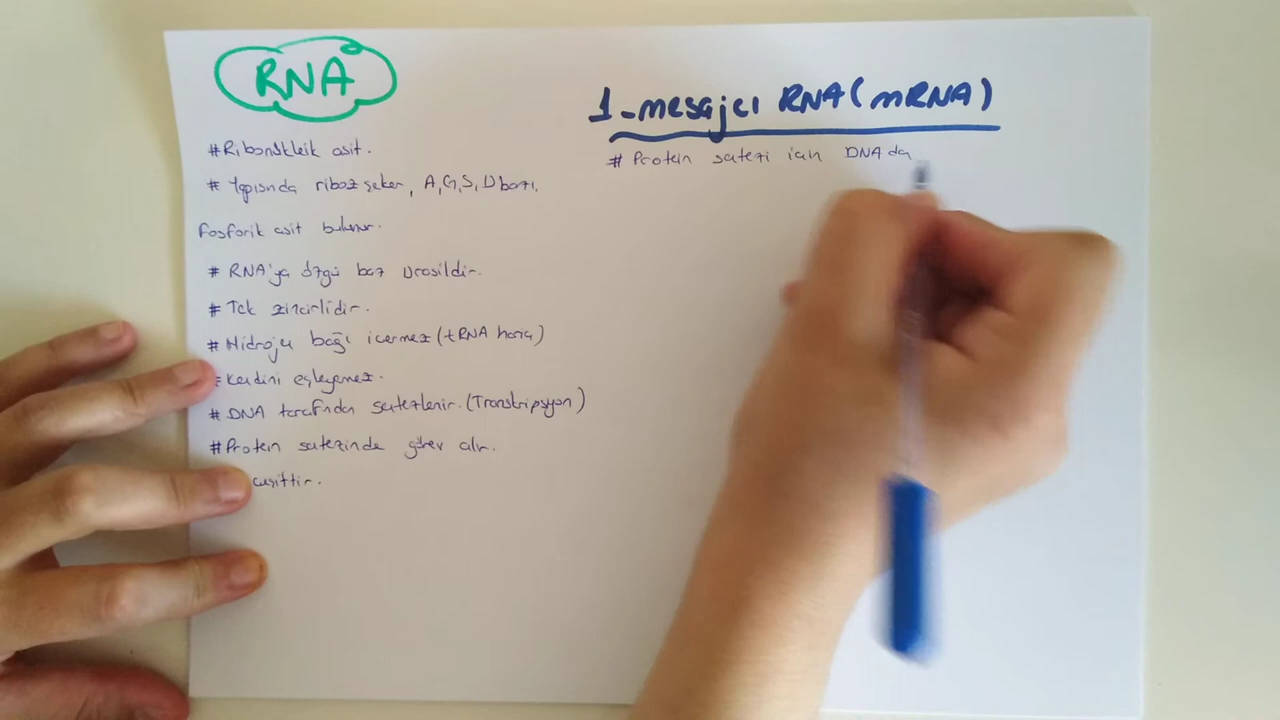 RNA
#Ribonükleik asit.
# Yapısında riboz şeker, A,G,S,U bazı,
fosforik asit bulunur.
# RNA'ya özgü baz Urasildir.
# Tek zincirlidir.
# Hidrojen bağı içermez (tRNA hariç)
# Kendini eşleyemez.
# DNA tarafından sentezlenir. (Transkripsyon)
#Protein sentezinde görev alır.
çeşittir.
1-mesajcı RNA (mRNA)
# Protein sentezi için DNA da